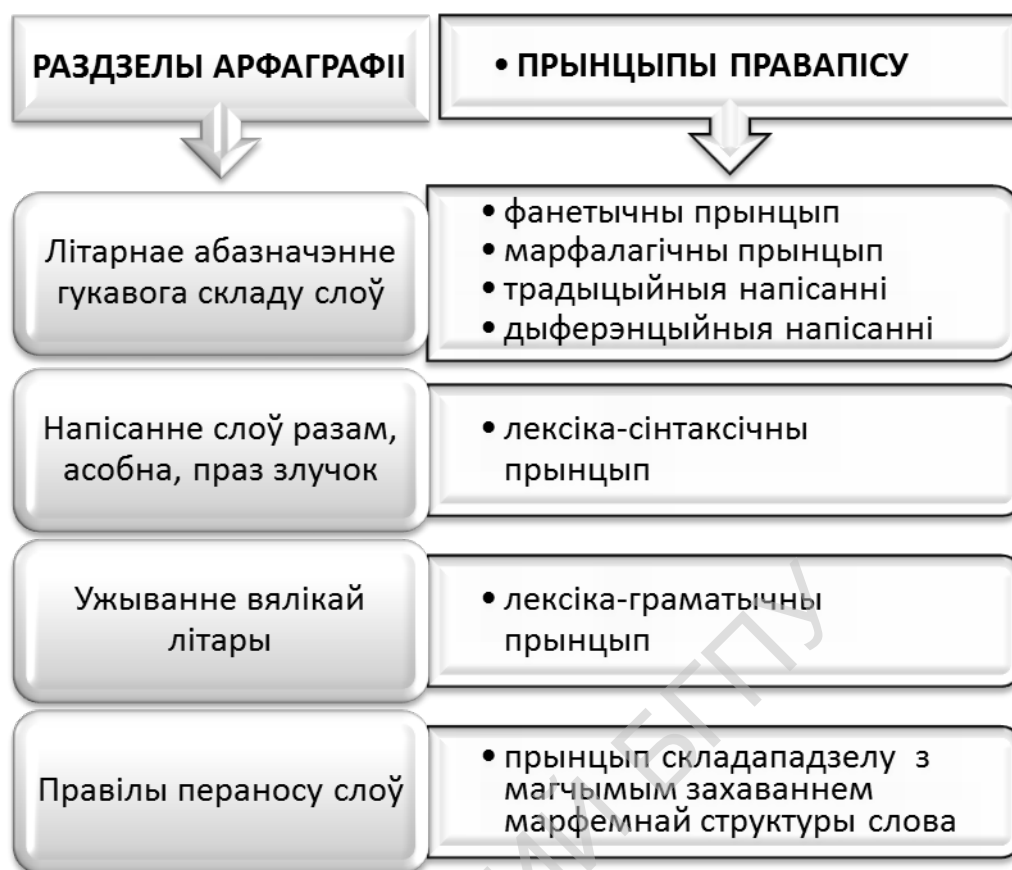 РАЗДЗЕЛЫ АРФАГРАФІІ
• ПРЫНЦЫПЫ ПРАВАПІСУ
Літарнае абазначэнне
гукавога складу слоў
• фанетычны прынцып
• марфалагічны прынцып
• традыцыйныя напісанні
• дыферэнцыйныя напісанні
Напісанне слоў разам,
асобна, праз злучок
• лексіка-сінтаксічны
прынцып
Ужыванне вялікай
літары
• лексіка-граматычны
прынцып
Правілы пераносу слоў
• прынцып складападзелу з
магчымым захаваннем
марфемнай структуры слова
БГПУ